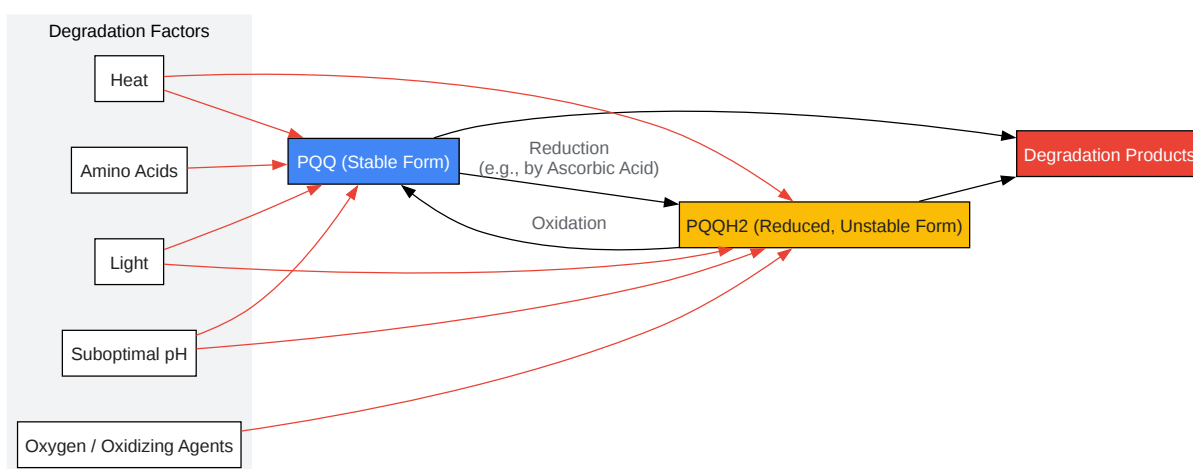 Degradation Factors
Heat
Amino Acids
Light
Suboptimal pH
Oxygen / Oxidizing Agents
PQQ (Stable Form)
Reduction
(e.g., by Ascorbic Acid)
Oxidation
PQQH2 (Reduced, Unstable Form)
Degradation Products